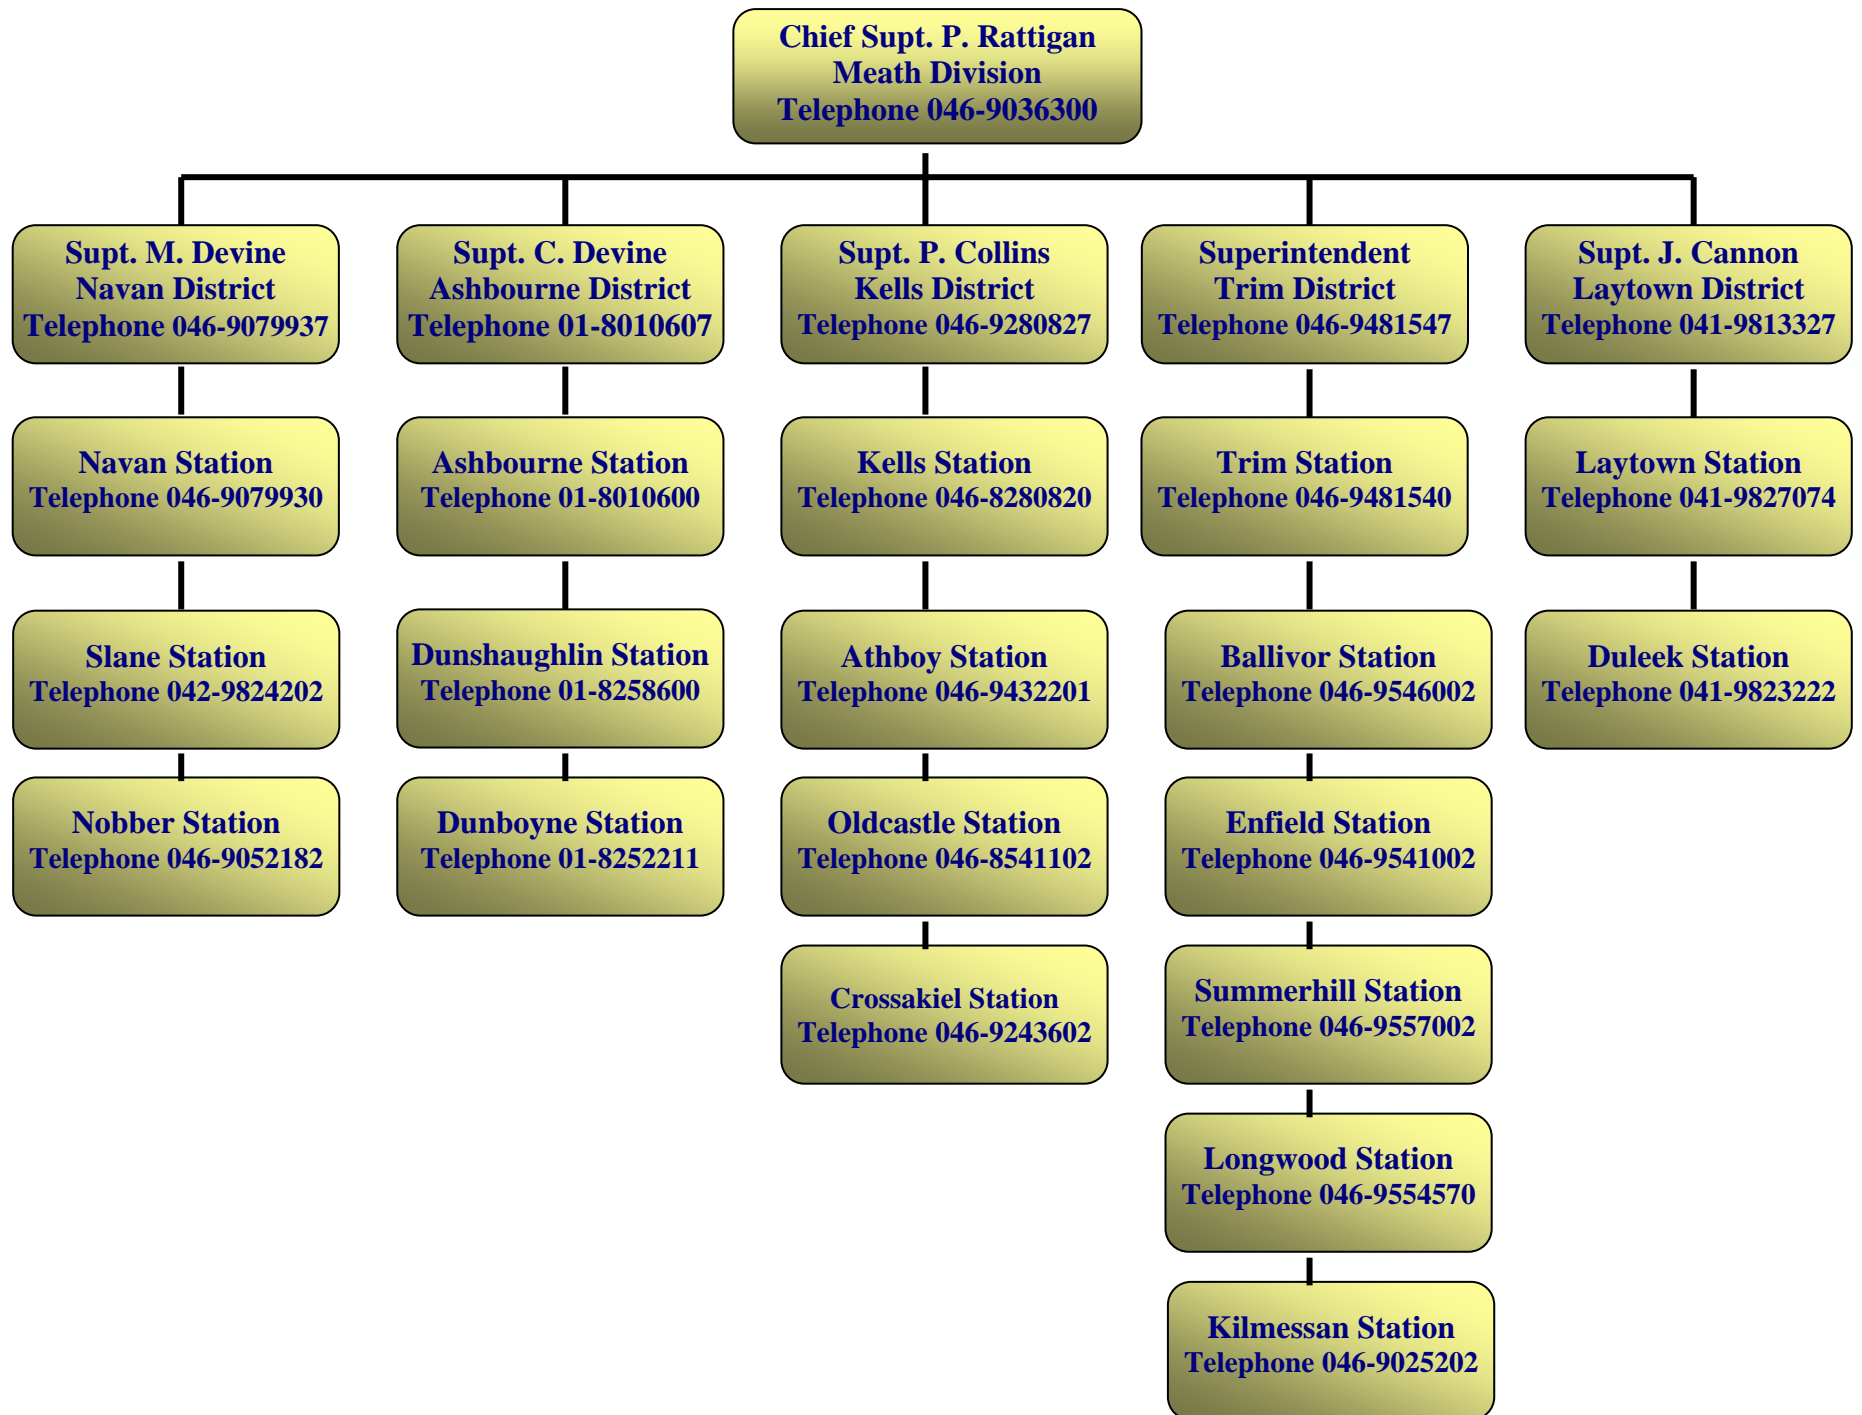 Chief Supt. P. Rattigan
Meath Division
Telephone 046-9036300
Supt. M. Devine
Navan District
Telephone 046-9079937
Supt. C. Devine
Ashbourne District
Telephone 01-8010607
Supt. P. Collins
Kells District
Telephone 046-9280827
Superintendent
Trim District
Telephone 046-9481547
Supt. J. Cannon
Laytown District
Telephone 041-9813327
Navan Station
Telephone 046-9079930
Ashbourne Station
Telephone 01-8010600
Kells Station
Telephone 046-8280820
Trim Station
Telephone 046-9481540
Laytown Station
Telephone 041-9827074
Slane Station
Telephone 042-9824202
Dunshaughlin Station
Telephone 01-8258600
Athboy Station
Telephone 046-9432201
Ballivor Station
Telephone 046-9546002
Duleek Station
Telephone 041-9823222
Nobber Station
Telephone 046-9052182
Dunboyne Station
Telephone 01-8252211
Oldcastle Station
Telephone 046-8541102
Enfield Station
Telephone 046-9541002
Crossakiel Station
Telephone 046-9243602
Summerhill Station
Telephone 046-9557002
Longwood Station
Telephone 046-9554570
Kilmessan Station
Telephone 046-9025202